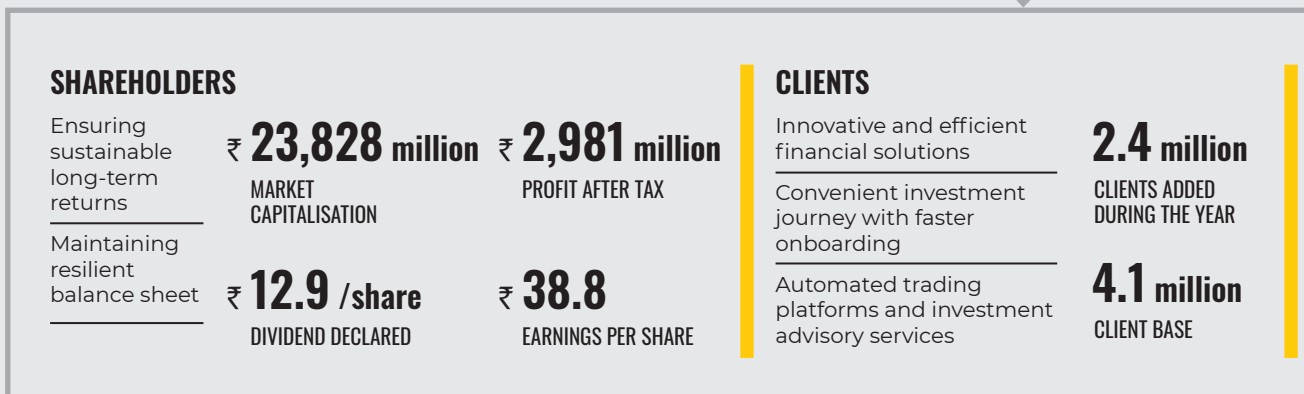 SHAREHOLDERS
Ensuring
sustainable
long-term
returns
Maintaining
resilient
balance sheet
₹ 23,828 million
MARKET
CAPITALISATION
₹ 2,981 million
PROFIT AFTER TAX
₹ 12.9 /share
DIVIDEND DECLARED
₹ 38.8
EARNINGS PER SHARE
CLIENTS
Innovative and efficient
financial solutions
Convenient investment
journey with faster
onboarding
Automated trading
platforms and investment
advisory services
2.4 million
CLIENTS ADDED
DURING THE YEAR
4.1 million
CLIENT BASE